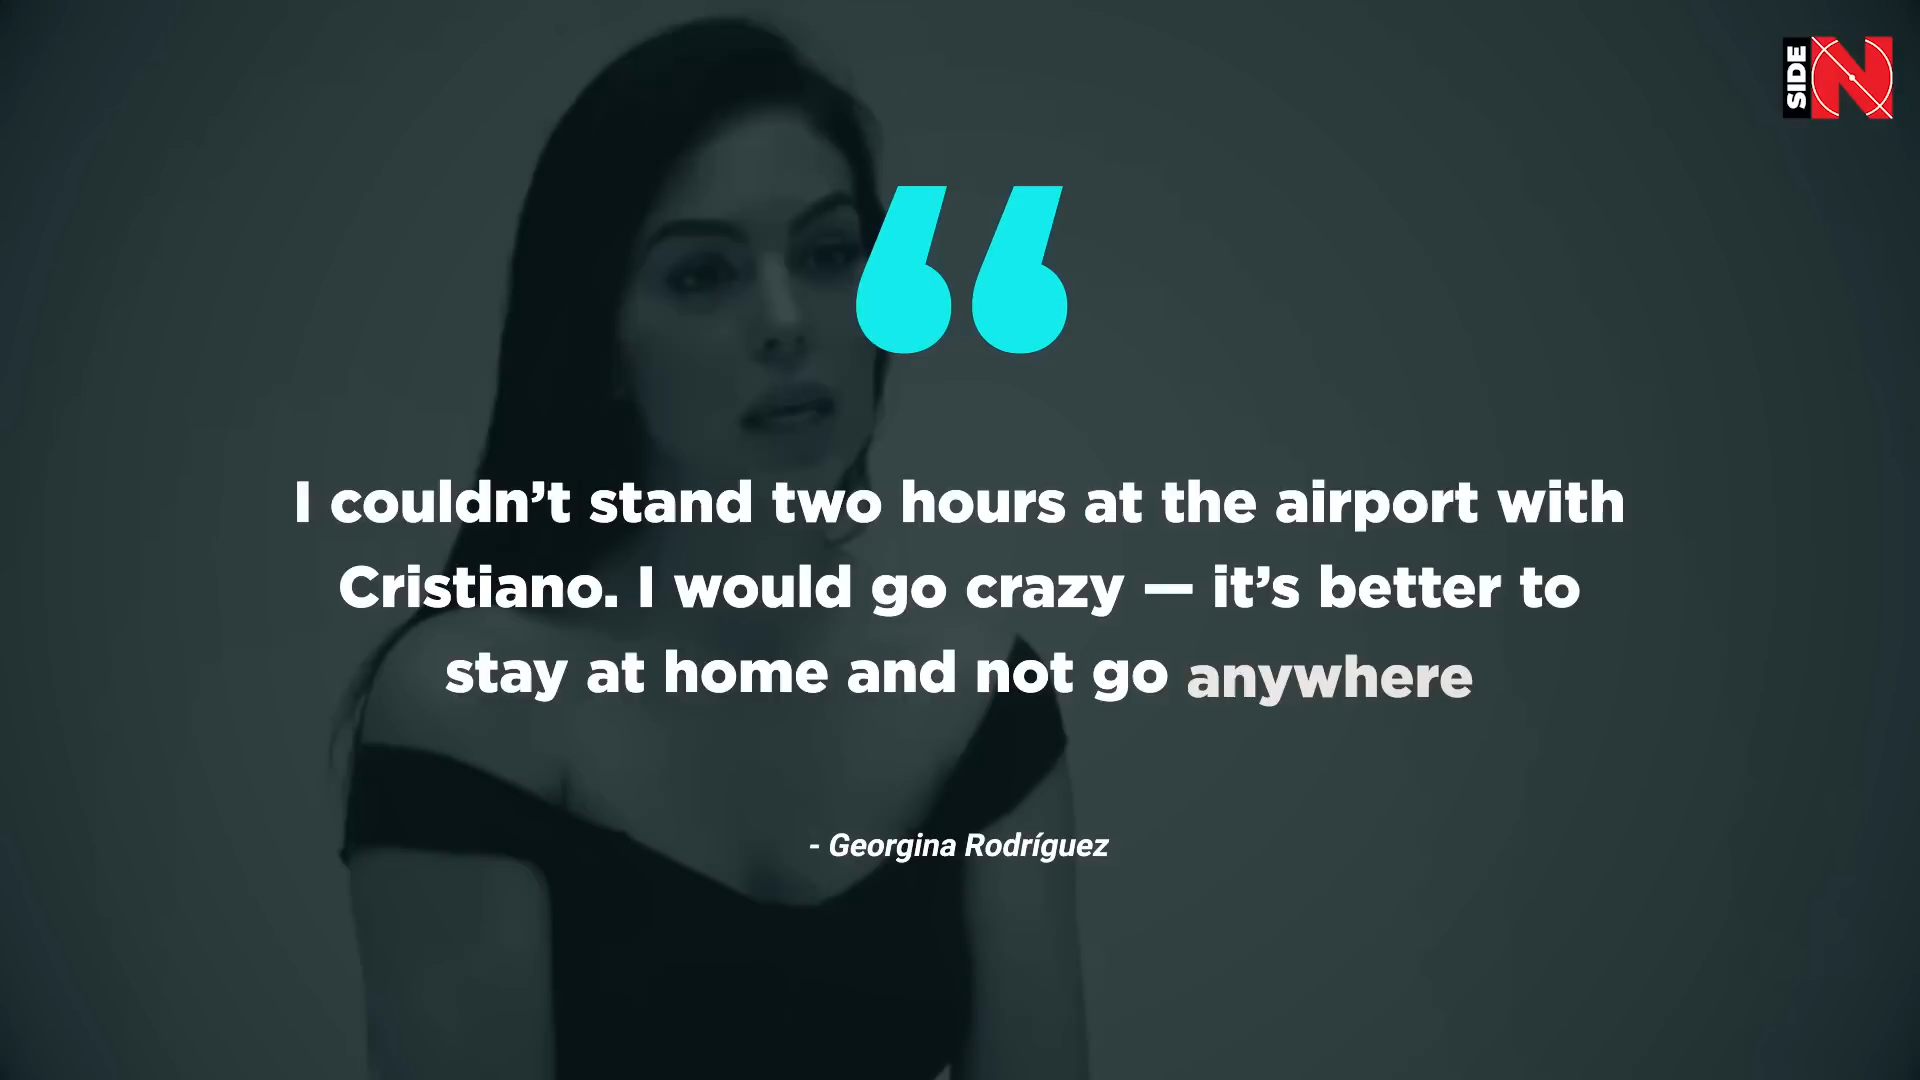 SIDE N
“
I couldn’t stand two hours at the airport with
Cristiano. I would go crazy — it’s better to
stay at home and not go anywhere
- Georgina Rodríguez